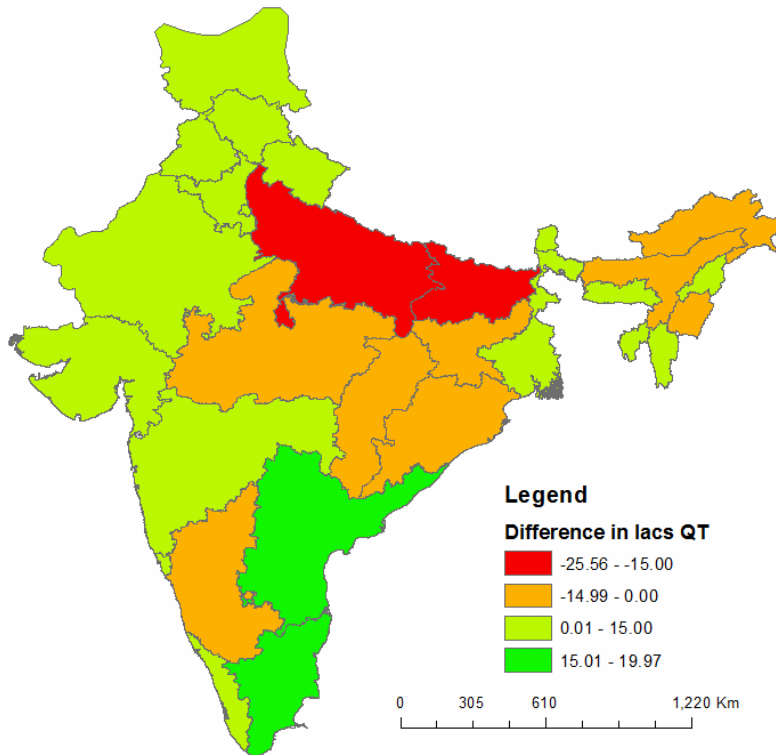 Legend
Difference in lacs QT
-25.56 - -15.00
-14.99 - 0.00
0.01 - 15.00
15.01 - 19.97
0 305 610 1,220 Km